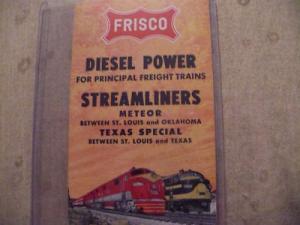 FRISCO
DIESEL POWER
FOR PRINCIPAL FREIGHT TRAINS
STREAMLINERS
METEOR
BETWEEN ST. LOUIS and OKLAHOMA
TEXAS SPECIAL
BETWEEN ST. LOUIS and TEXAS